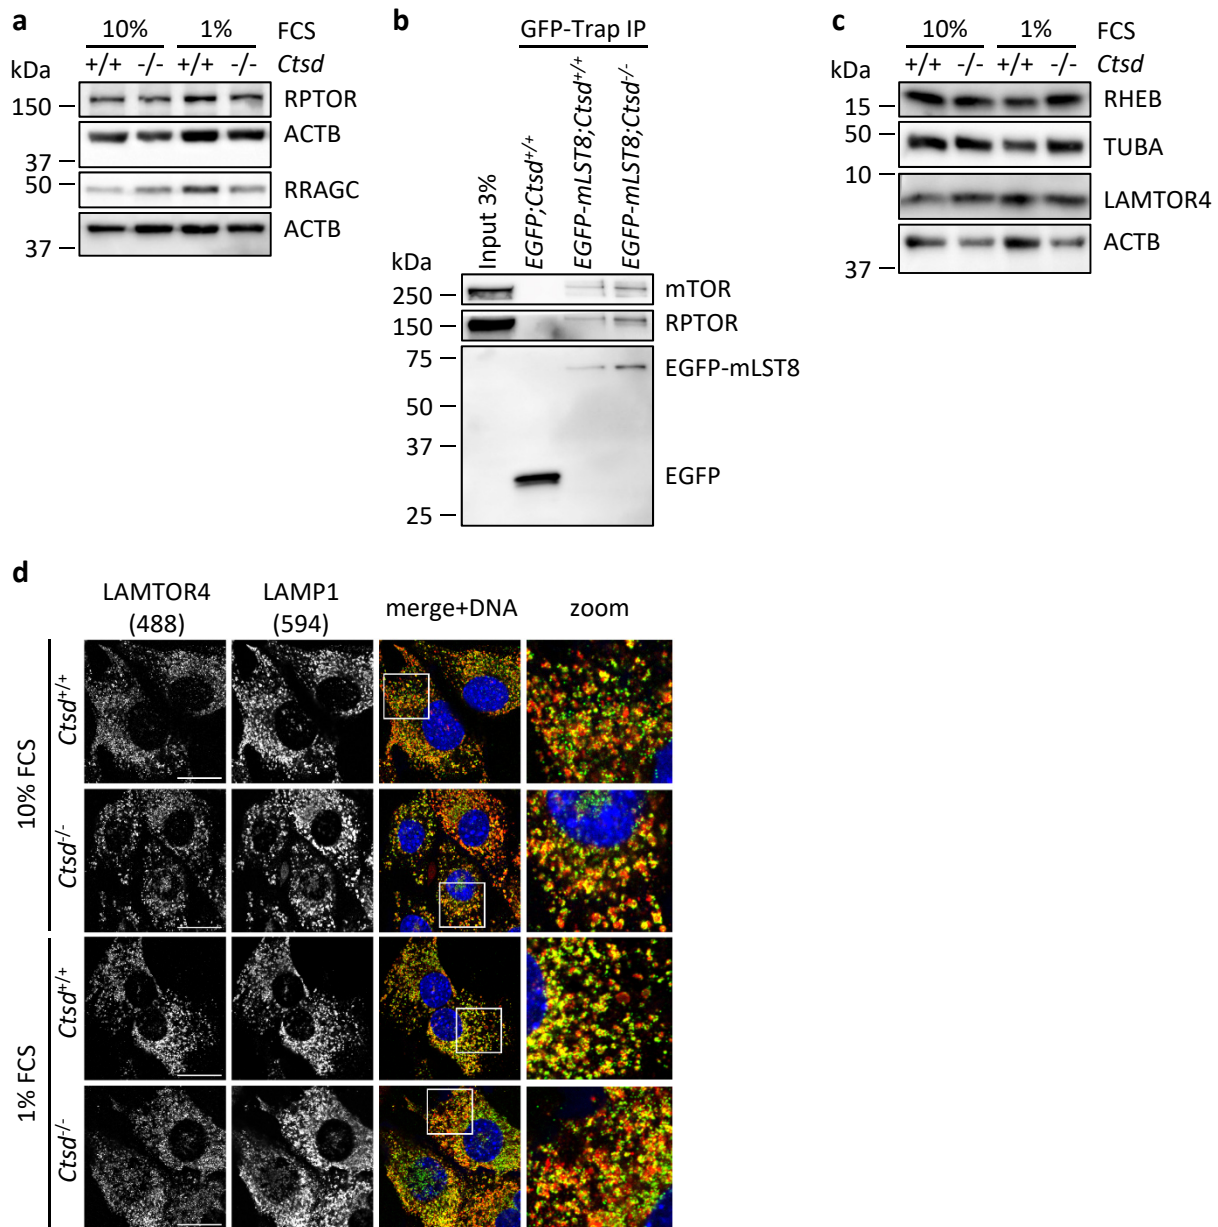 a
10% 1% FCS
kDa +/+ -/- +/+ -/- Ctsd
150 RPTOR
ACTB
37
50 RRAGC
ACTB
37
b
GFP-Trap IP
kDa Input 3% EGFP;Ctsd+/+ EGFP-mLST8;Ctsd+/+ EGFP-mLST8;Ctsd-/-
250 mTOR
150 RPTOR
75 EGFP-mLST8
50
37
EGFP
25
c
10% 1% FCS
kDa +/+ -/- +/+ -/- Ctsd
15 RHEB
50 TUBA
10
LAMTOR4
ACTB
37
d
LAMTOR4 LAMP1 merge+DNA zoom
(488) (594)
10% FCS
Ctsd+/+
Ctsd-/-
1% FCS
Ctsd+/+
Ctsd-/-